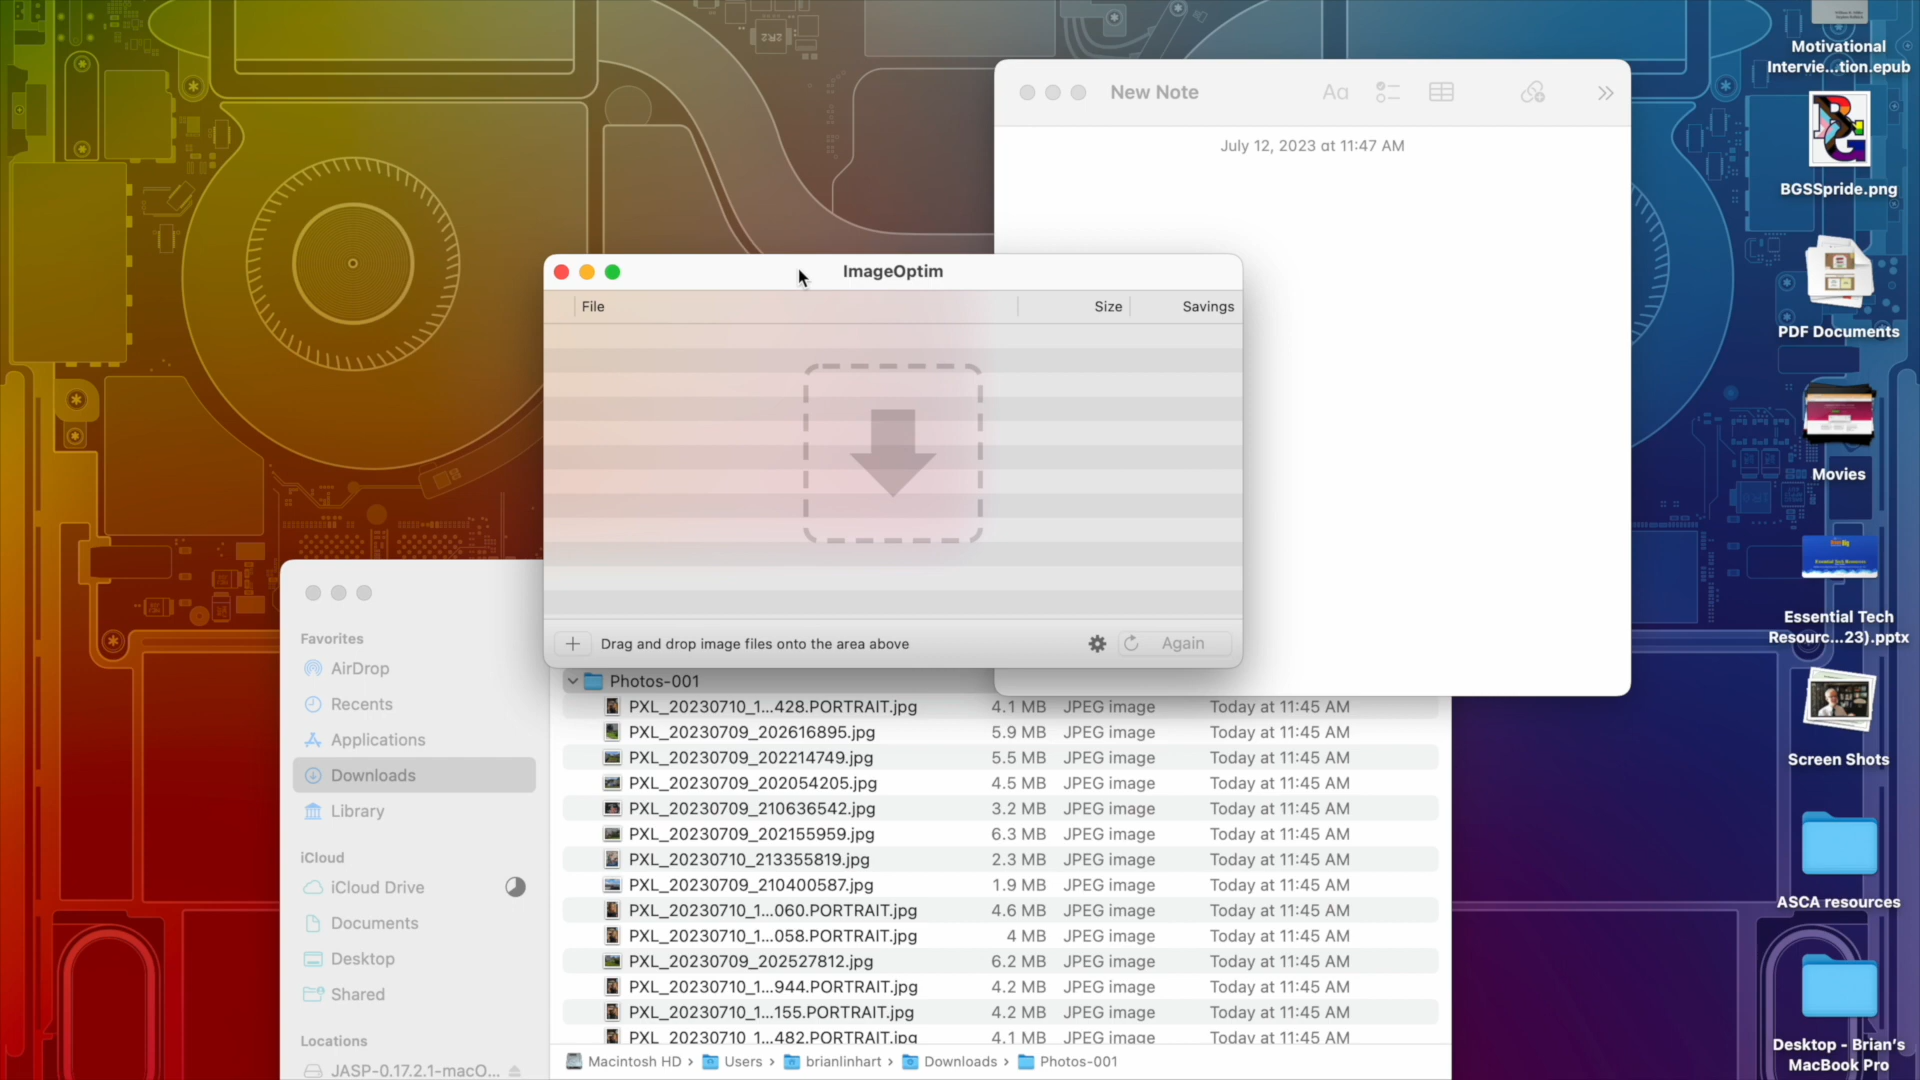 Motivational
Intervie...tion.epub
BGSSpride.png
PDF Documents
Movies
Essential Tech
Resourc...23).pptx
Screen Shots
ASCA resources
Desktop - Brian's
MacBook Pro
New Note
Aa
July 12, 2023 at 11:47 AM
ImageOptim
File Size Savings
Drag and drop image files onto the area above
Again
Favorites
AirDrop
Recents
Applications
Downloads
Library
iCloud
iCloud Drive
Documents
Desktop
Shared
Locations
JASP-0.17.2.1-macO...
Photos-001
PXL_20230710_1...428.PORTRAIT.jpg 4.1 MB JPEG image Today at 11:45 AM
PXL_20230709_202616895.jpg 5.9 MB JPEG image Today at 11:45 AM
PXL_20230709_202214749.jpg 5.5 MB JPEG image Today at 11:45 AM
PXL_20230709_202054205.jpg 4.5 MB JPEG image Today at 11:45 AM
PXL_20230709_210636542.jpg 3.2 MB JPEG image Today at 11:45 AM
PXL_20230709_202155959.jpg 6.3 MB JPEG image Today at 11:45 AM
PXL_20230710_213355819.jpg 2.3 MB JPEG image Today at 11:45 AM
PXL_20230709_210400587.jpg 1.9 MB JPEG image Today at 11:45 AM
PXL_20230710_1...060.PORTRAIT.jpg 4.6 MB JPEG image Today at 11:45 AM
PXL_20230710_1...058.PORTRAIT.jpg 4 MB JPEG image Today at 11:45 AM
PXL_20230709_202527812.jpg 6.2 MB JPEG image Today at 11:45 AM
PXL_20230710_1...944.PORTRAIT.jpg 4.2 MB JPEG image Today at 11:45 AM
PXL_20230710_1...155.PORTRAIT.jpg 4.2 MB JPEG image Today at 11:45 AM
PXL_20230710_1...482.PORTRAIT.jpg 4.1 MB JPEG image Today at 11:45 AM
Macintosh HD › Users › brianlinhart › Downloads › Photos-001